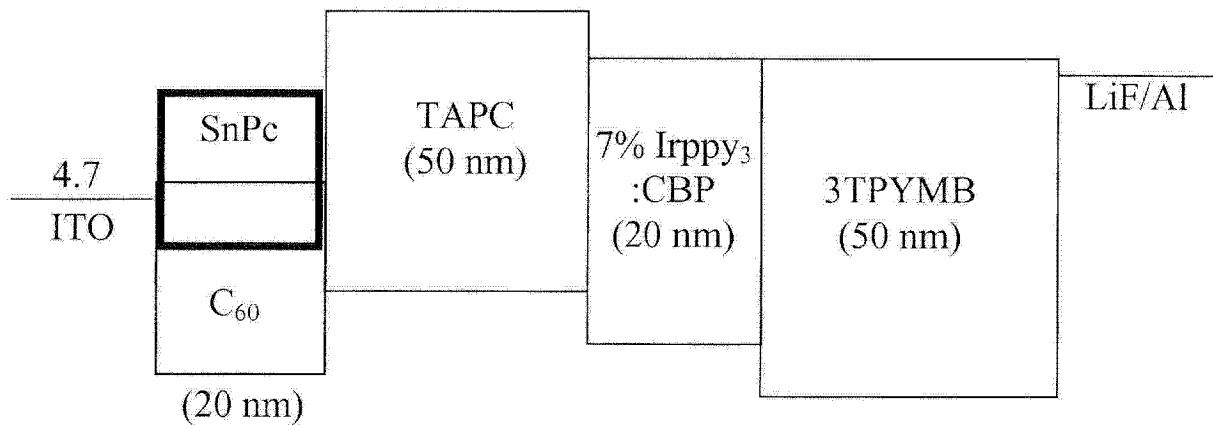 4.7
ITO
SnPc
C₆₀
(20 nm)
TAPC
(50 nm)
7% Irppy₃
:CBP
(20 nm)
3TPYMB
(50 nm)
LiF/Al